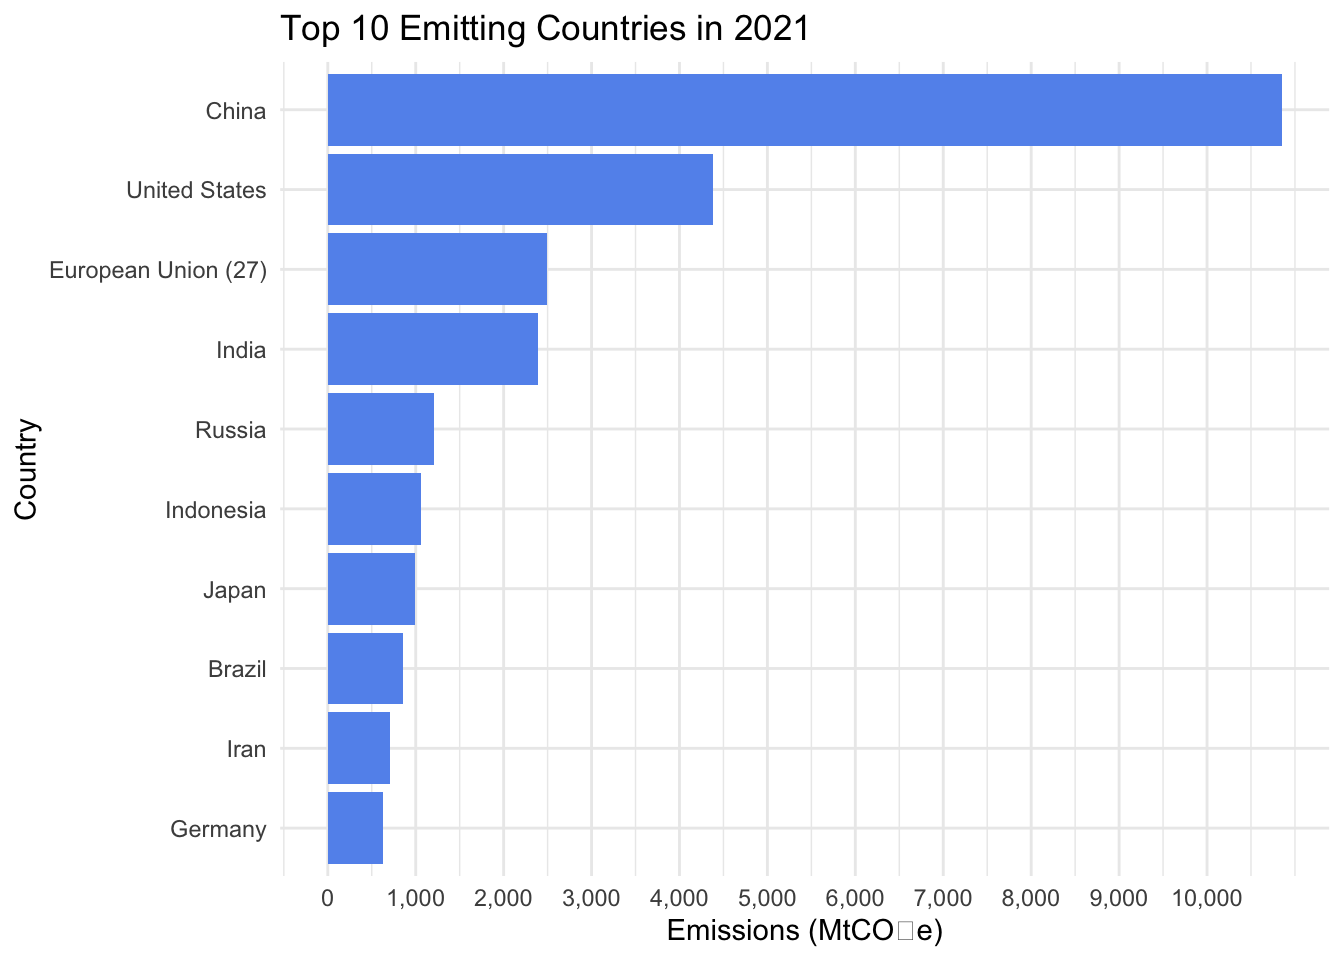 Top 10 Emitting Countries in 2021
China
United States
European Union (27)
India
Russia
Indonesia
Japan
Brazil
Iran
Germany
Country
0 1,000 2,000 3,000 4,000 5,000 6,000 7,000 8,000 9,000 10,000
Emissions (MtCO□e)